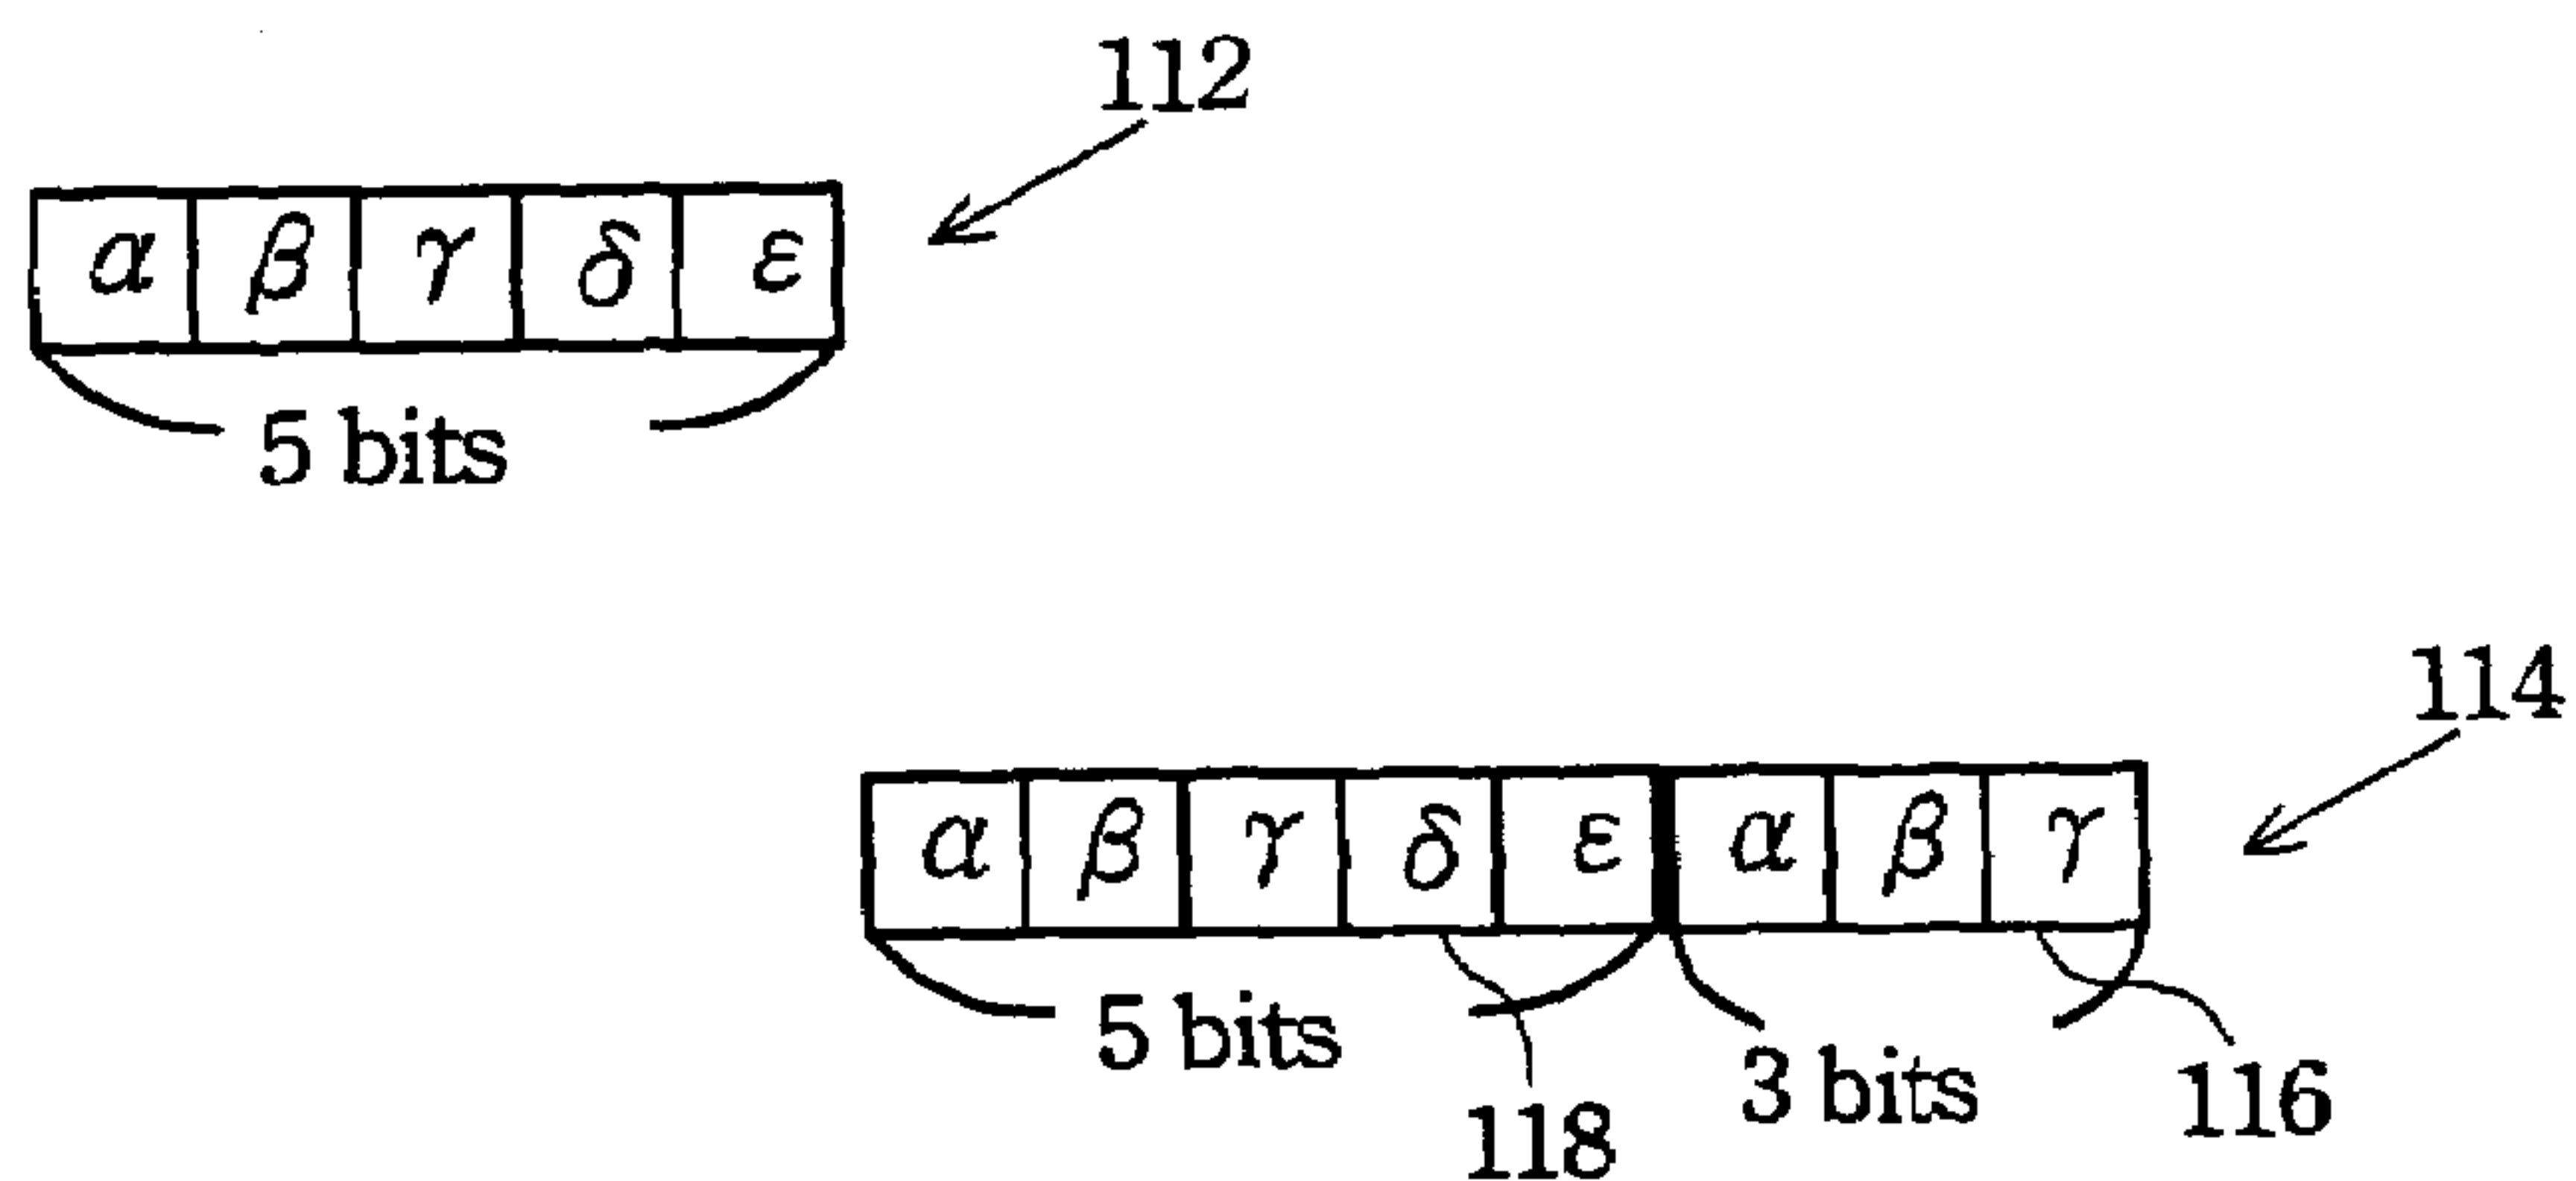 112
α β γ δ ε
5 bits
114
α β γ δ ε α β γ
5 bits 3 bits
118 116